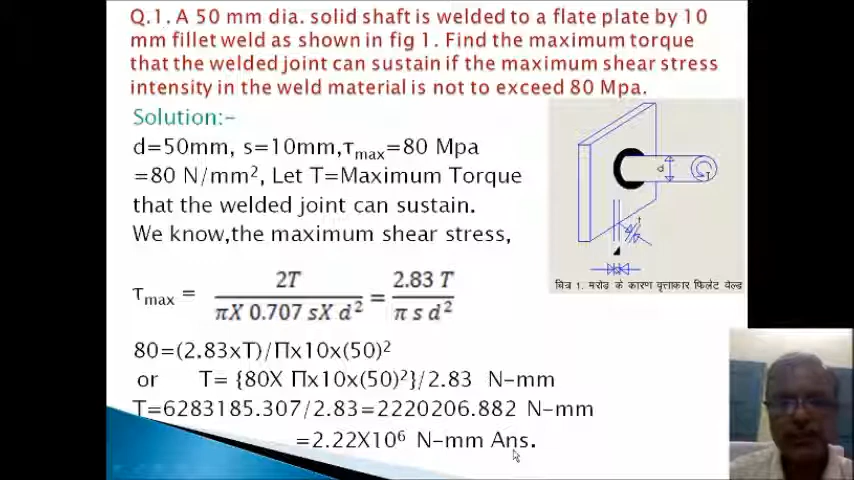 Q.1. A 50 mm dia. solid shaft is welded to a flate plate by 10
mm fillet weld as shown in fig 1. Find the maximum torque
that the welded joint can sustain if the maximum shear stress
intensity in the weld material is not to exceed 80 Mpa.
Solution:-
d=50mm, s=10mm,τmax=80 Mpa
=80 N/mm², Let T=Maximum Torque
that the welded joint can sustain.
We know,the maximum shear stress,
τmax = 2T / πX 0.707 sX d² = 2.83 T / π s d²
80=(2.83xT)/Πx10x(50)²
or T= {80X Πx10x(50)²}/2.83 N-mm
T=6283185.307/2.83=2220206.882 N-mm
=2.22X10⁶ N-mm Ans.
d
T
t
चित्र 1. मरोड़ के कारण वृत्ताकार फिलेट वैल्ड